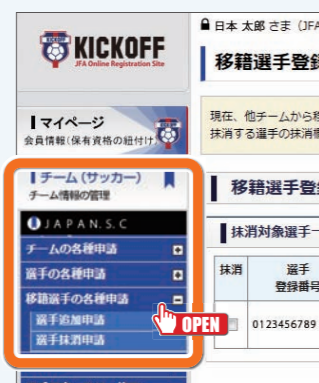 KICKOFF
JFA Online Registration Site
日本 太郎 さま (JFA
移籍選手登録
マイページ
会員情報(保有資格の紐付け
現在、他チームから移
抹消する選手の抹消欄
チーム (サッカー)
チーム情報の管理
JAPAN.S.C
チームの各種申請
選手の各種申請
移籍選手の各種申請
選手追加申請
選手抹消申請
OPEN
移籍選手登
抹消対象選手一
抹消
選手
登録番号
0123456789